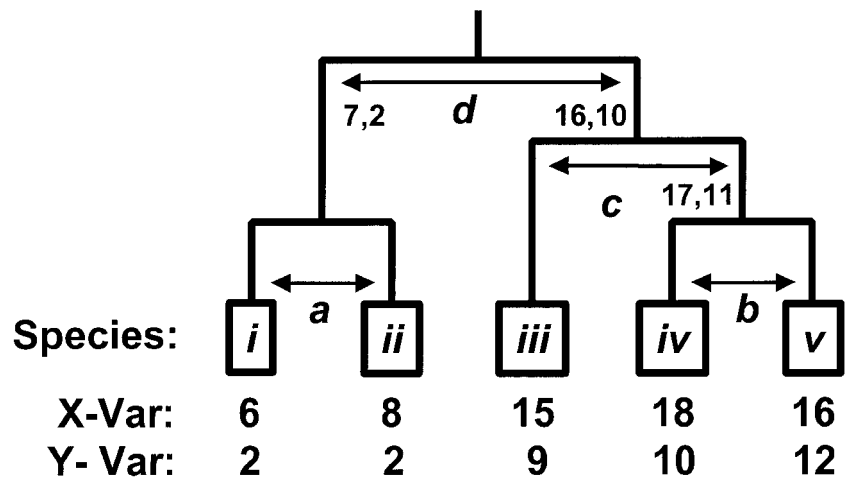 7,2 d 16,10
c 17,11
a b
Species: i ii iii iv v
X-Var: 6 8 15 18 16
Y- Var: 2 2 9 10 12